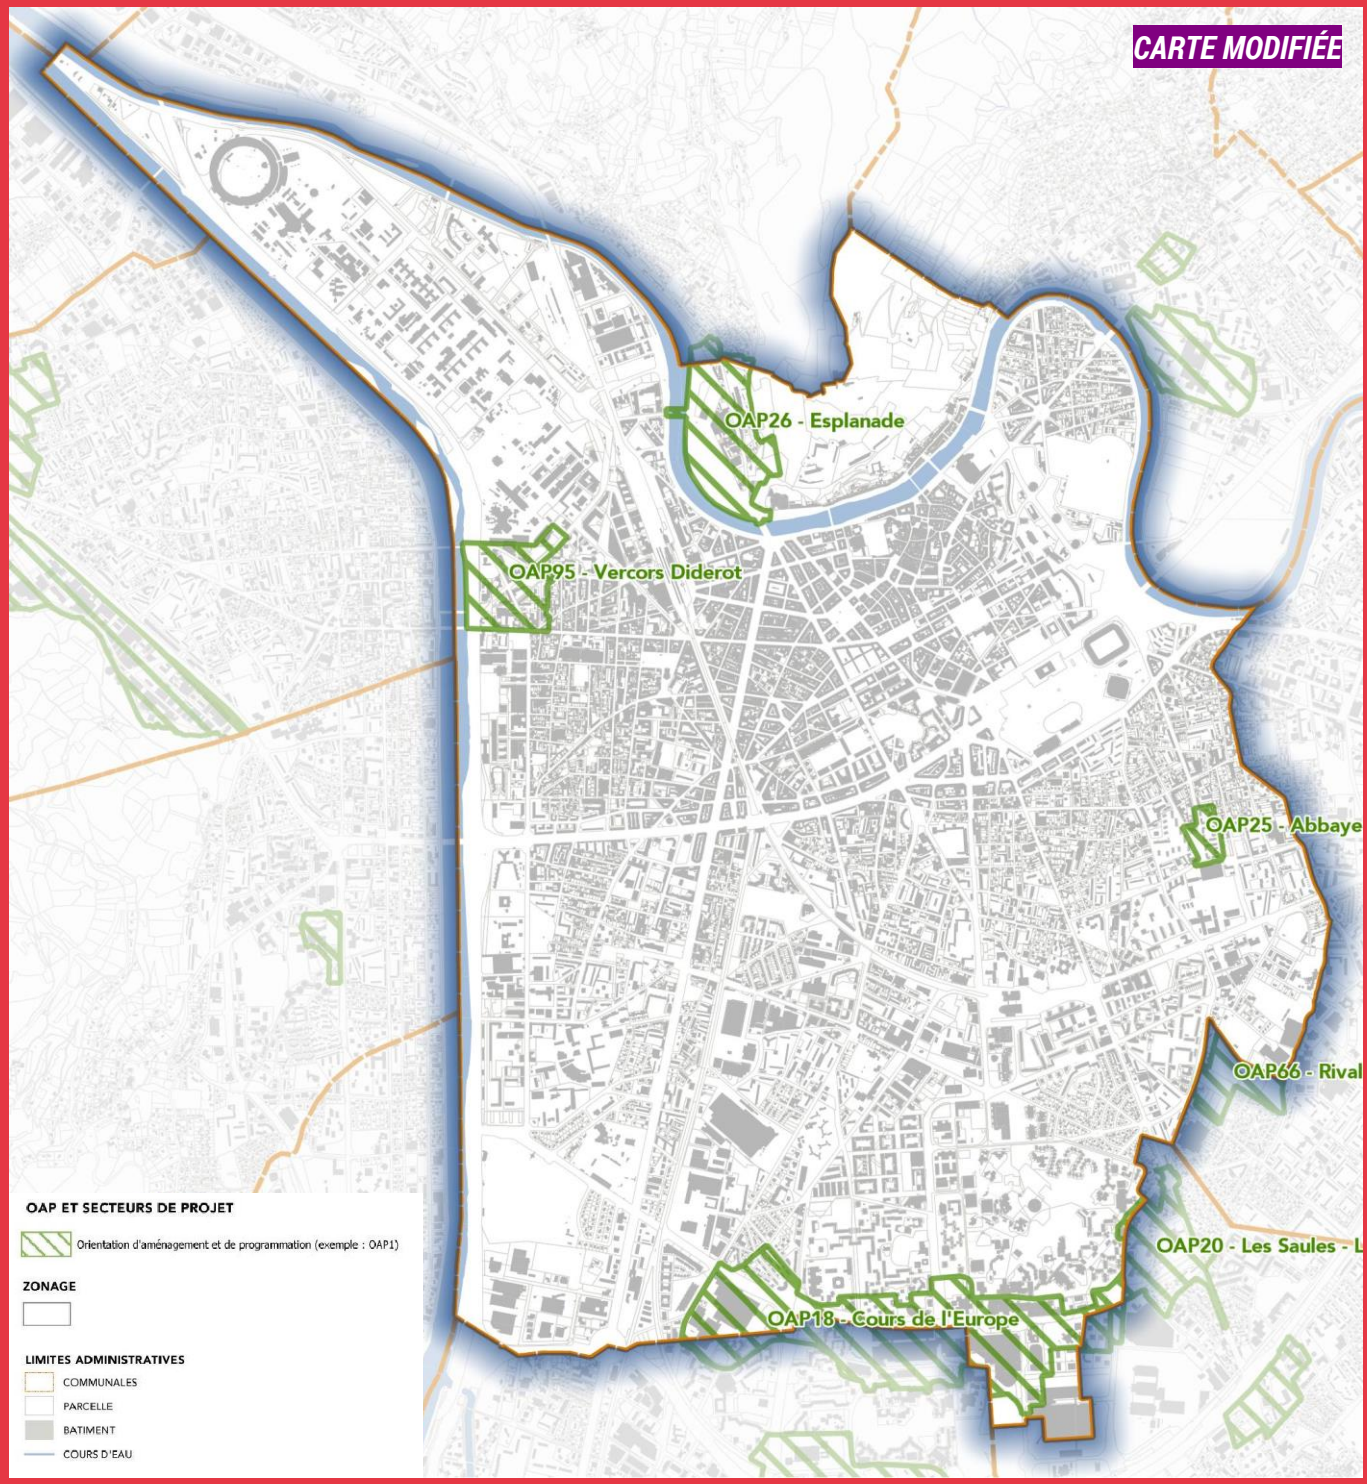 CARTE MODIFIÉE
OAP26 - Esplanade
OAP95 - Vercors Diderot
OAP25 - Abbaye
OAP66 - Rival
OAP20 - Les Saules - L
OAP18 - Cours de l'Europe
OAP ET SECTEURS DE PROJET
Orientation d'aménagement et de programmation (exemple : OAP1)
ZONAGE
LIMITES ADMINISTRATIVES
COMMUNALES
PARCELLE
BATIMENT
COURS D'EAU